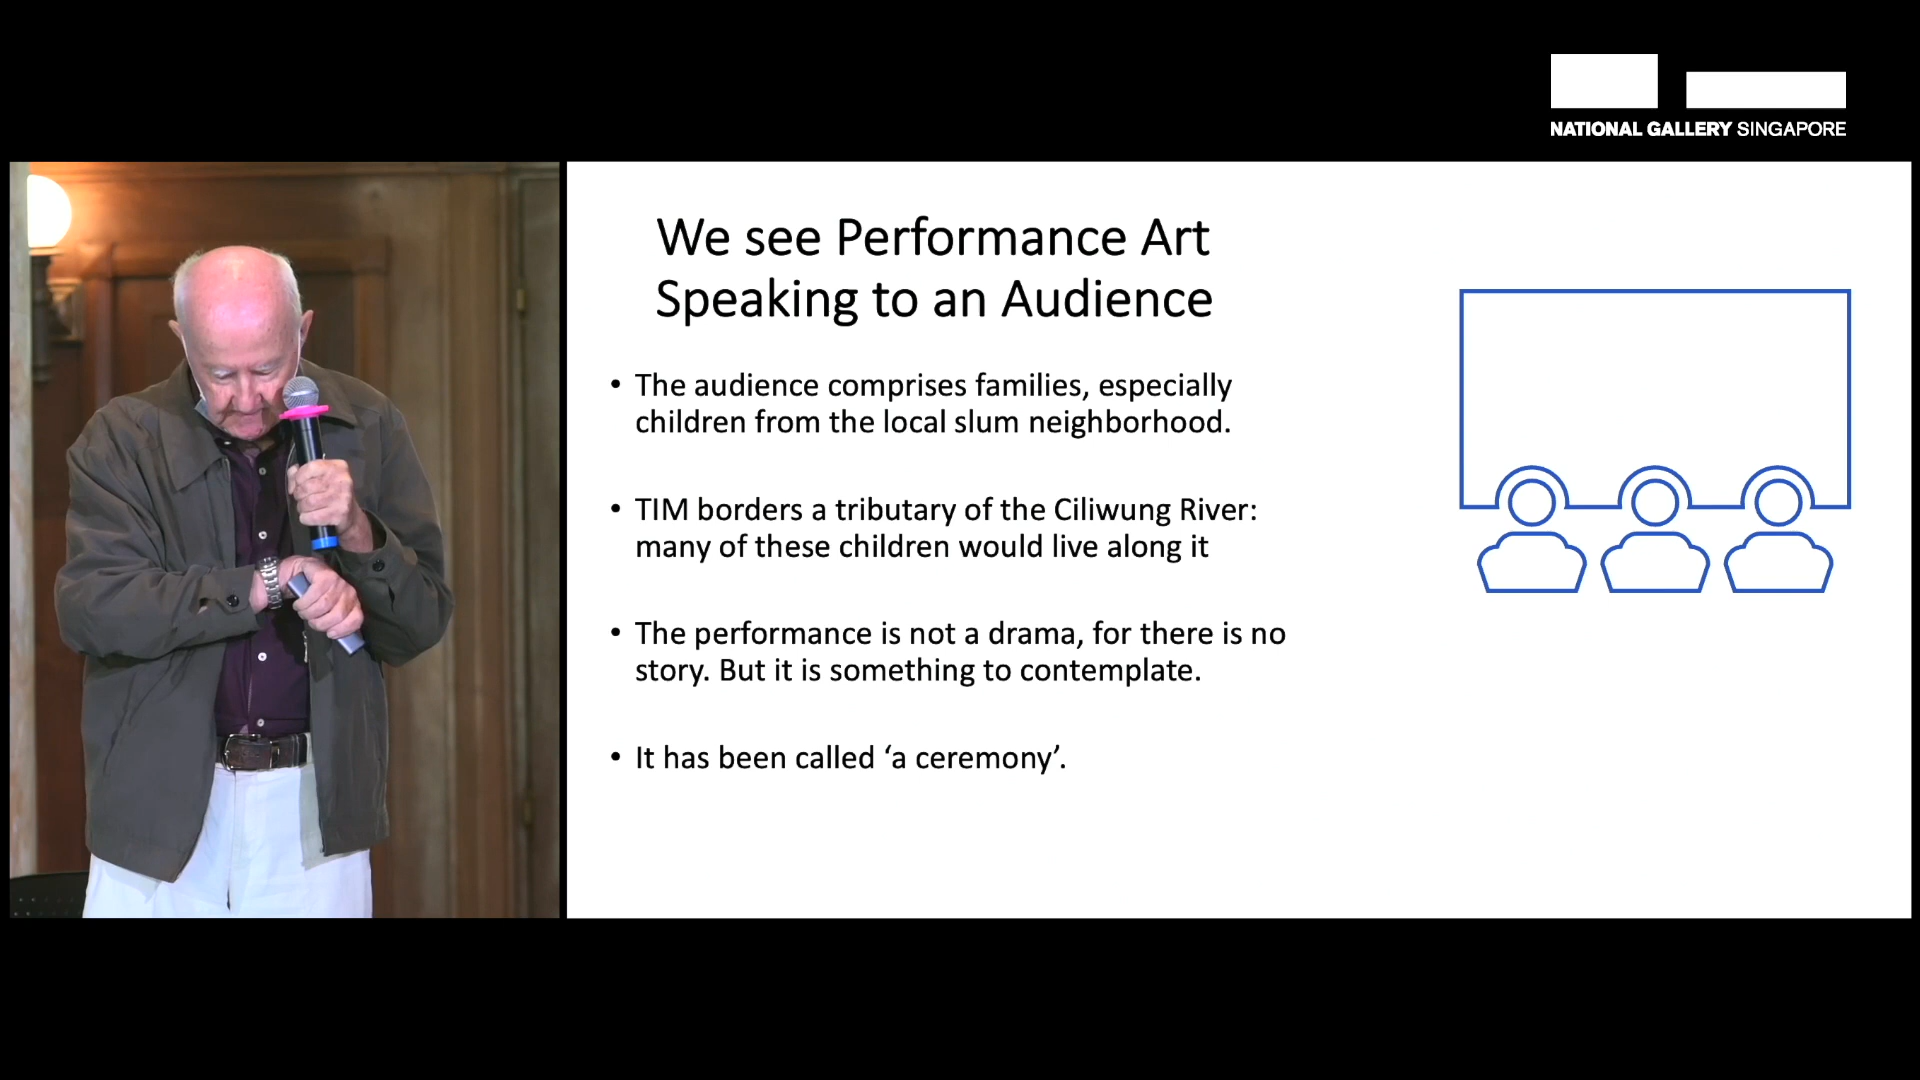 NATIONAL GALLERY SINGAPORE
We see Performance Art
Speaking to an Audience
• The audience comprises families, especially
children from the local slum neighborhood.
• TIM borders a tributary of the Ciliwung River:
many of these children would live along it
• The performance is not a drama, for there is no
story. But it is something to contemplate.
• It has been called ‘a ceremony’.